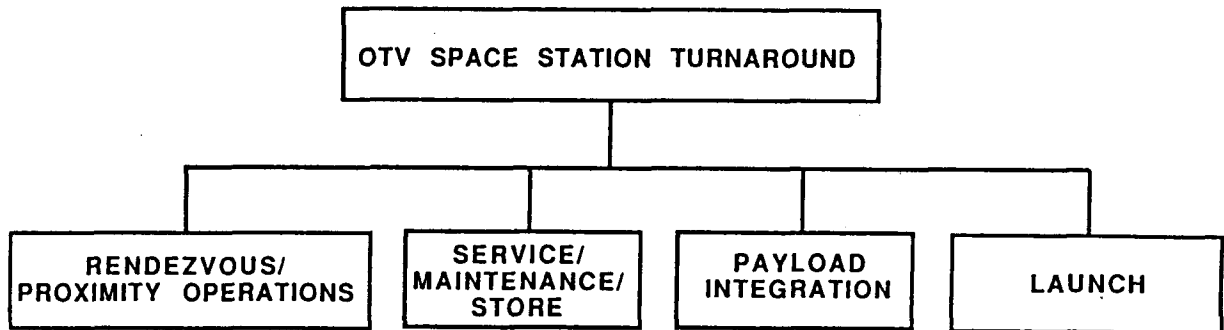 OTV SPACE STATION TURNAROUND
RENDEZVOUS/
PROXIMITY OPERATIONS
SERVICE/
MAINTENANCE/
STORE
PAYLOAD
INTEGRATION
LAUNCH